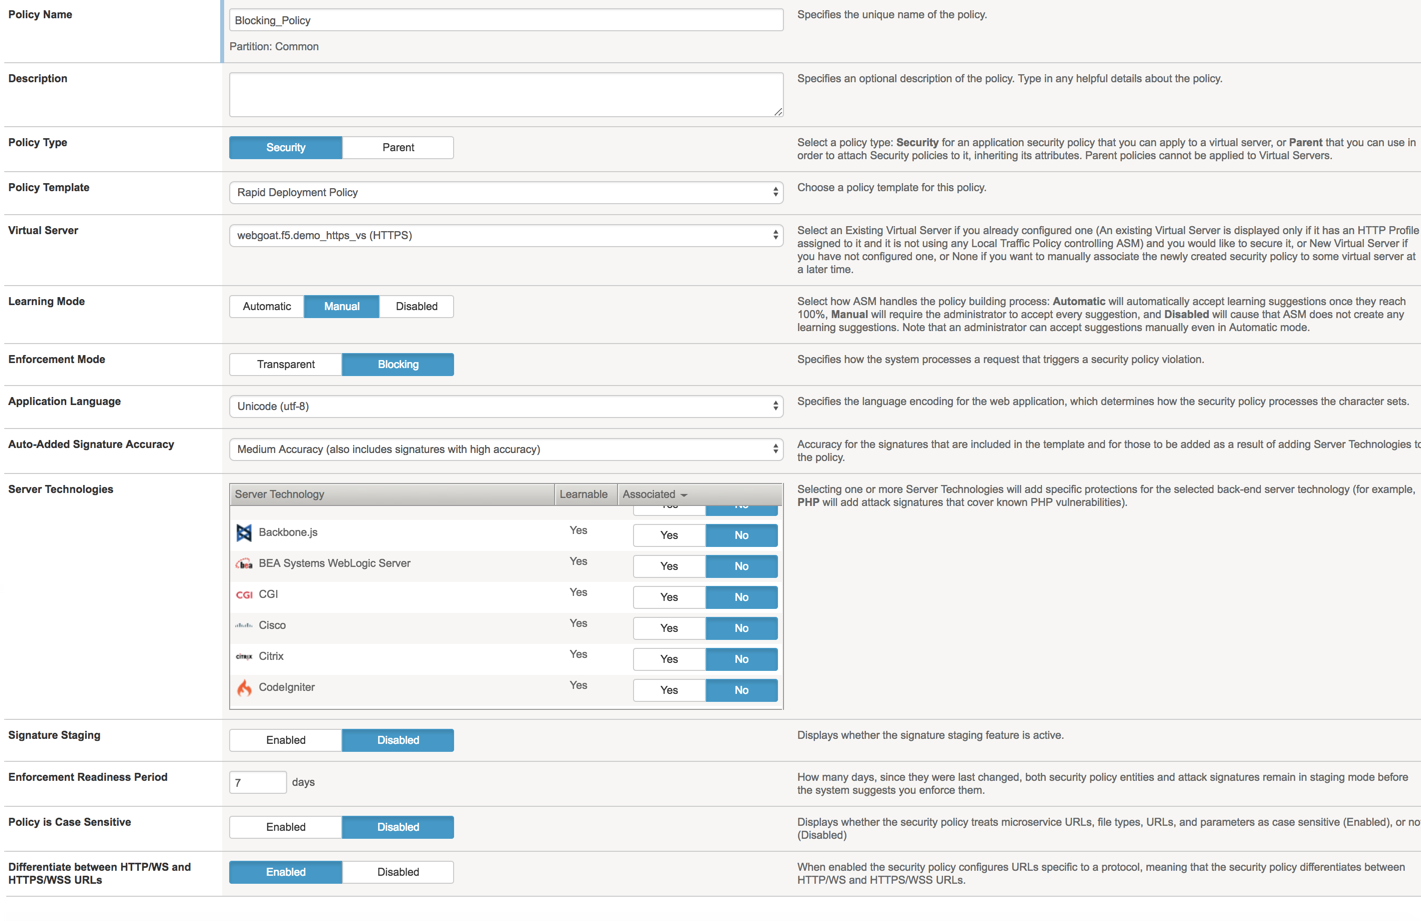 Policy Name
Blocking_Policy
Specifies the unique name of the policy.
Partition: Common
Description
Specifies an optional description of the policy. Type in any helpful details about the policy.
Policy Type
Security Parent
Select a policy type: Security for an application security policy that you can apply to a virtual server, or Parent that you can use in
order to attach Security policies to it, inheriting its attributes. Parent policies cannot be applied to Virtual Servers.
Policy Template
Rapid Deployment Policy
Choose a policy template for this policy.
Virtual Server
webgoat.f5.demo_https_vs (HTTPS)
Select an Existing Virtual Server if you already configured one (An existing Virtual Server is displayed only if it has an HTTP Profile
assigned to it and it is not using any Local Traffic Policy controlling ASM) and you would like to secure it, or New Virtual Server if
you have not configured one, or None if you want to manually associate the newly created security policy to some virtual server at
a later time.
Learning Mode
Automatic Manual Disabled
Select how ASM handles the policy building process: Automatic will automatically accept learning suggestions once they reach
100%, Manual will require the administrator to accept every suggestion, and Disabled will cause that ASM does not create any
learning suggestions. Note that an administrator can accept suggestions manually even in Automatic mode.
Enforcement Mode
Transparent Blocking
Specifies how the system processes a request that triggers a security policy violation.
Application Language
Unicode (utf-8)
Specifies the language encoding for the web application, which determines how the security policy processes the character sets.
Auto-Added Signature Accuracy
Medium Accuracy (also includes signatures with high accuracy)
Accuracy for the signatures that are included in the template and for those to be added as a result of adding Server Technologies to
the policy.
Server Technologies
Server Technology Learnable Associated
Selecting one or more Server Technologies will add specific protections for the selected back-end server technology (for example,
PHP will add attack signatures that cover known PHP vulnerabilities).
Yes No
Backbone.js Yes Yes No
bea BEA Systems WebLogic Server Yes Yes No
CGI CGI Yes Yes No
Cisco Yes Yes No
CITRIX Citrix Yes Yes No
CodeIgniter Yes Yes No
Signature Staging
Enabled Disabled
Displays whether the signature staging feature is active.
Enforcement Readiness Period
7 days
How many days, since they were last changed, both security policy entities and attack signatures remain in staging mode before
the system suggests you enforce them.
Policy is Case Sensitive
Enabled Disabled
Displays whether the security policy treats microservice URLs, file types, URLs, and parameters as case sensitive (Enabled), or not
(Disabled)
Differentiate between HTTP/WS and
HTTPS/WSS URLs
Enabled Disabled
When enabled the security policy configures URLs specific to a protocol, meaning that the security policy differentiates between
HTTP/WS and HTTPS/WSS URLs.